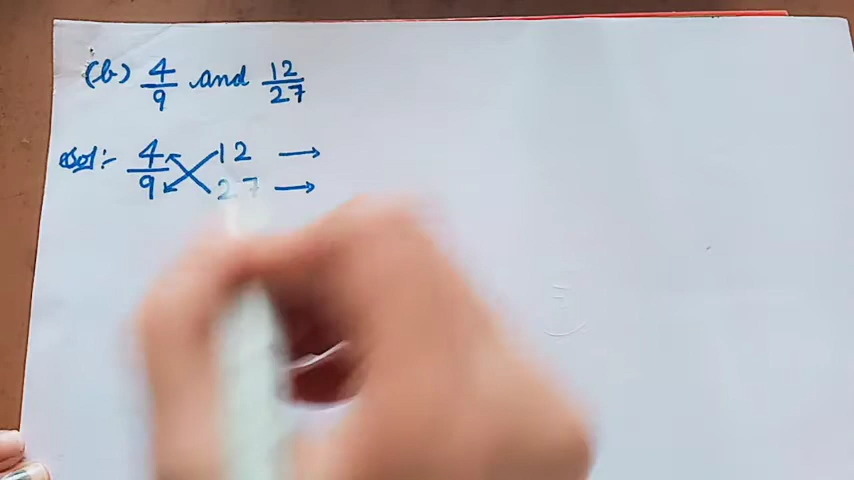 (b) 4/9 and 12/27
Sol:- 4/9 12/27 → →